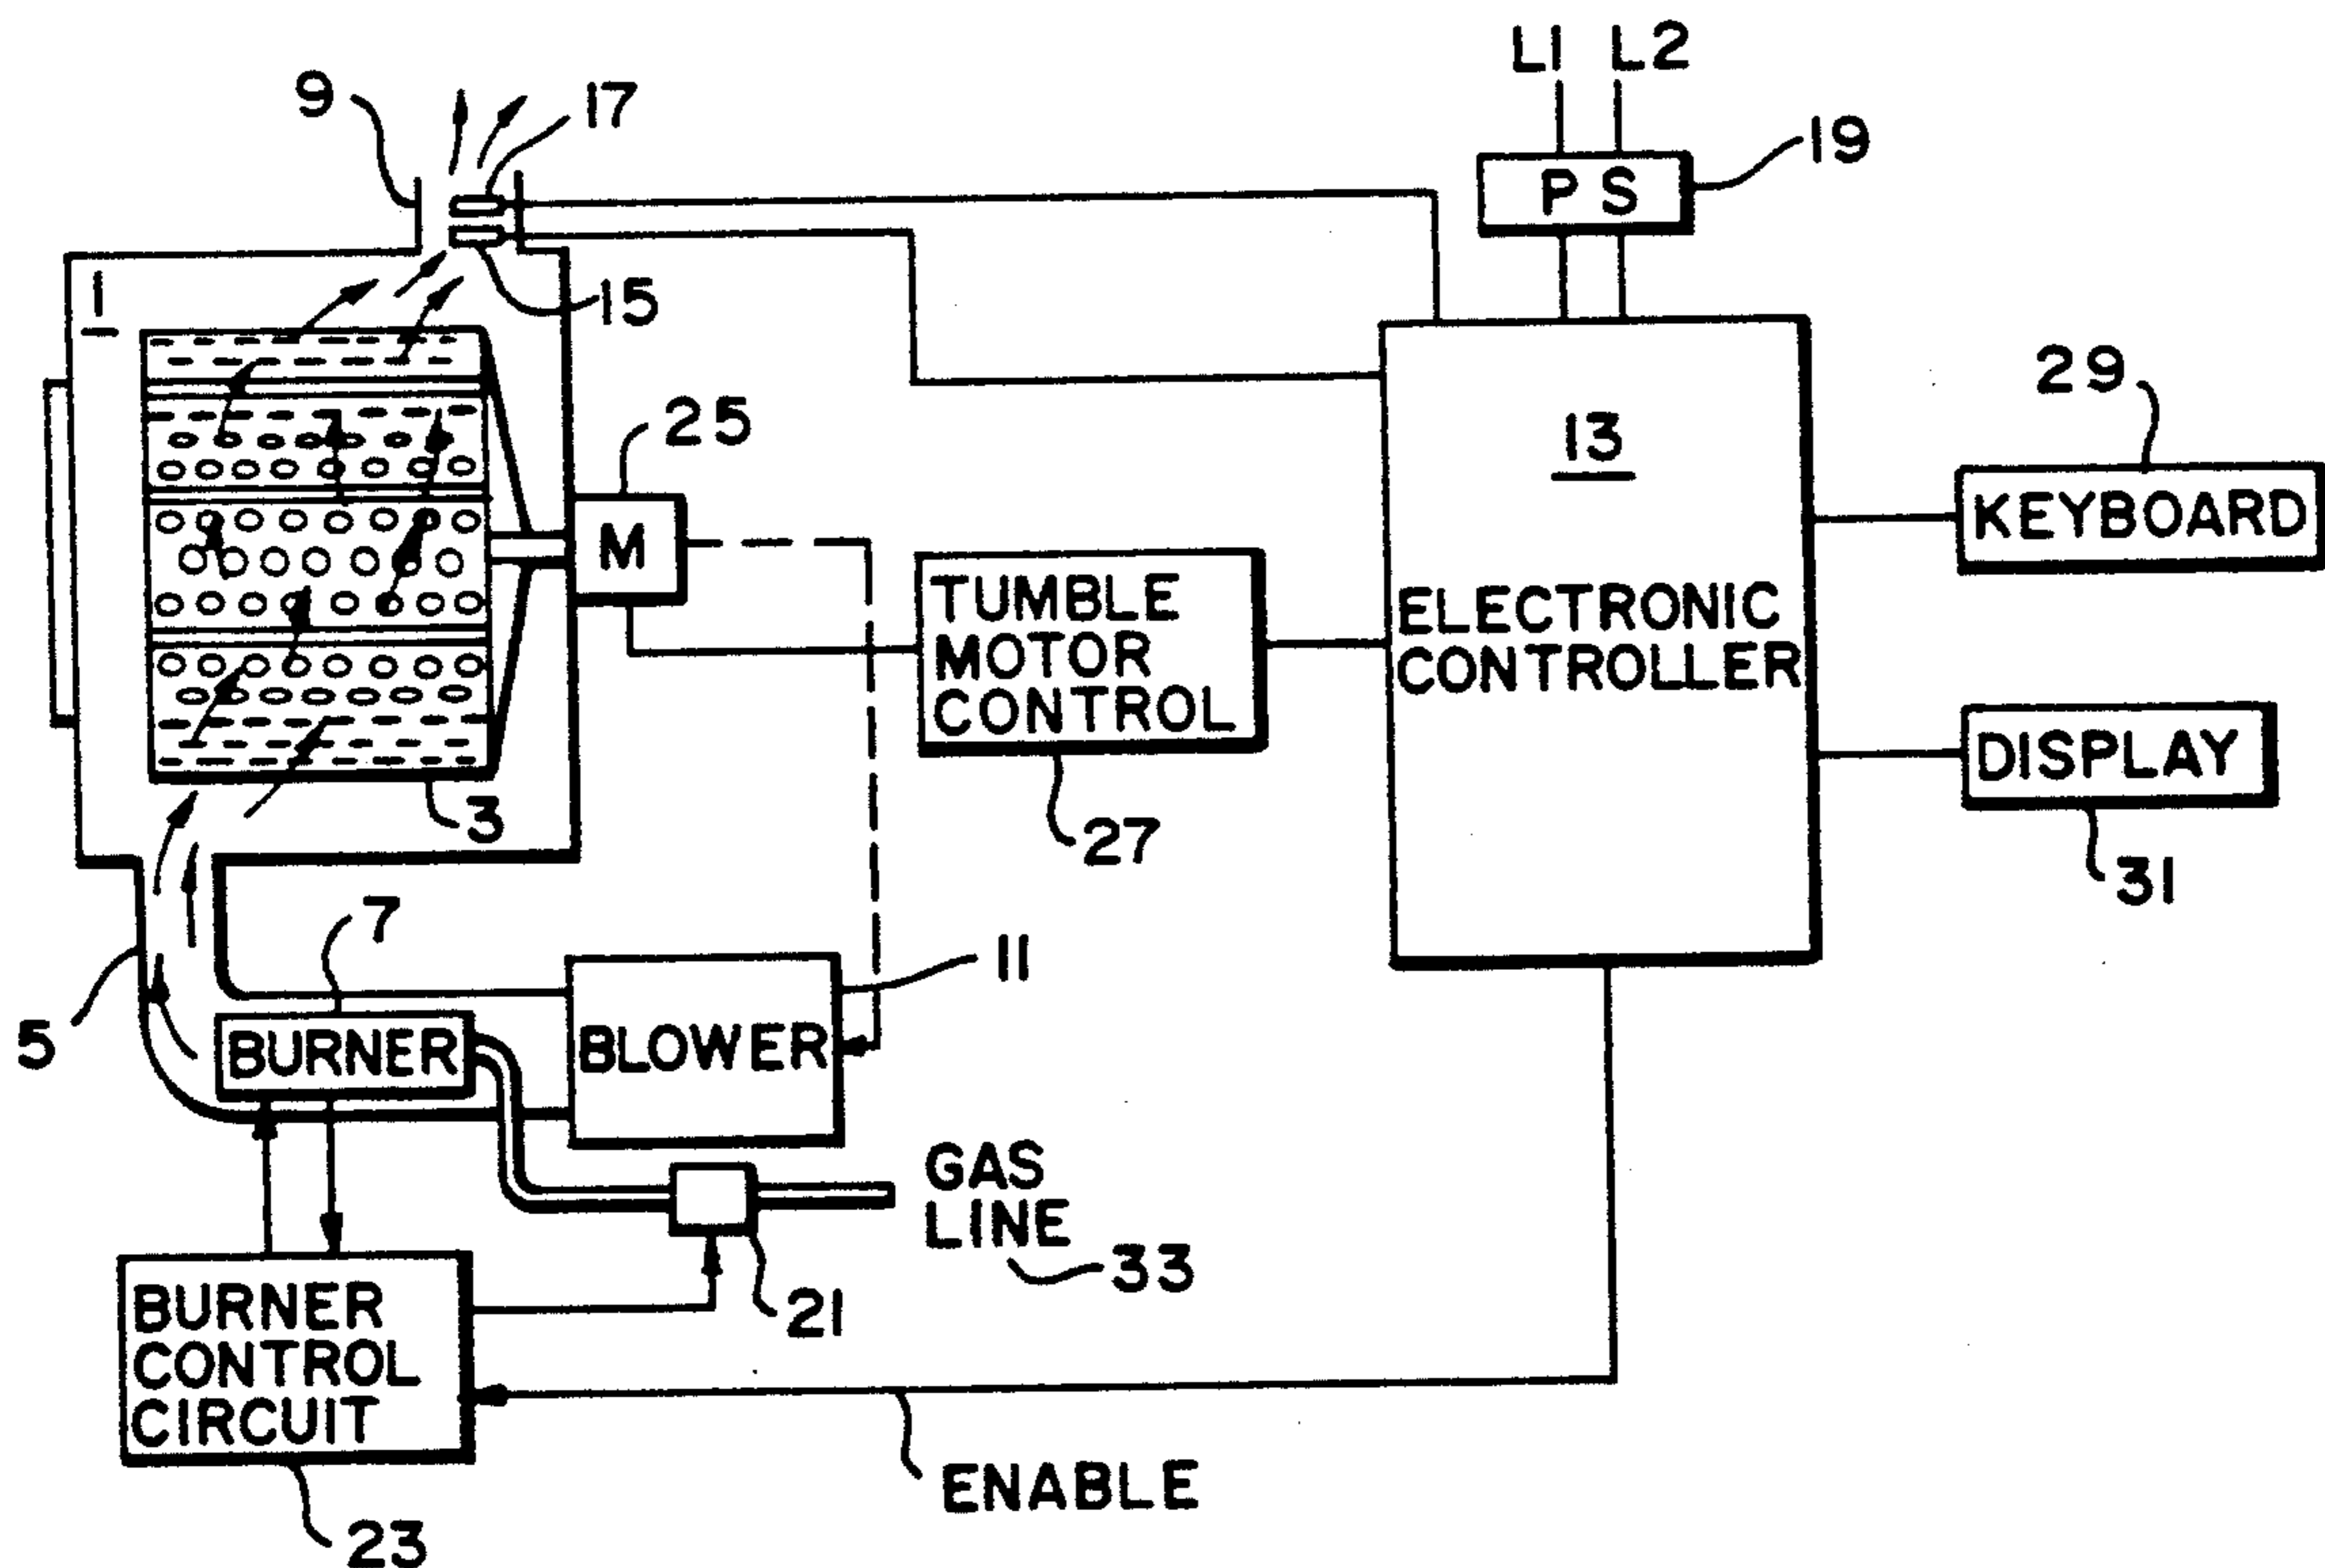 L1 L2
9
17
19
P S
1
15
25
29
13
M
KEYBOARD
TUMBLE
MOTOR
CONTROL
ELECTRONIC
CONTROLLER
DISPLAY
3
27
31
7
11
5
BURNER
BLOWER
GAS
LINE
33
21
BURNER
CONTROL
CIRCUIT
ENABLE
23